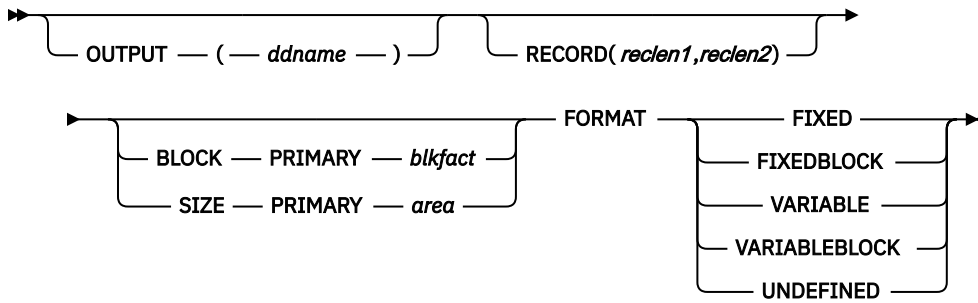 OUTPUT ( ddname ) RECORD( reclen1,reclen2)
FORMAT FIXED
BLOCK PRIMARY blkfact FIXEDBLOCK
SIZE PRIMARY area VARIABLE
VARIABLEBLOCK
UNDEFINED